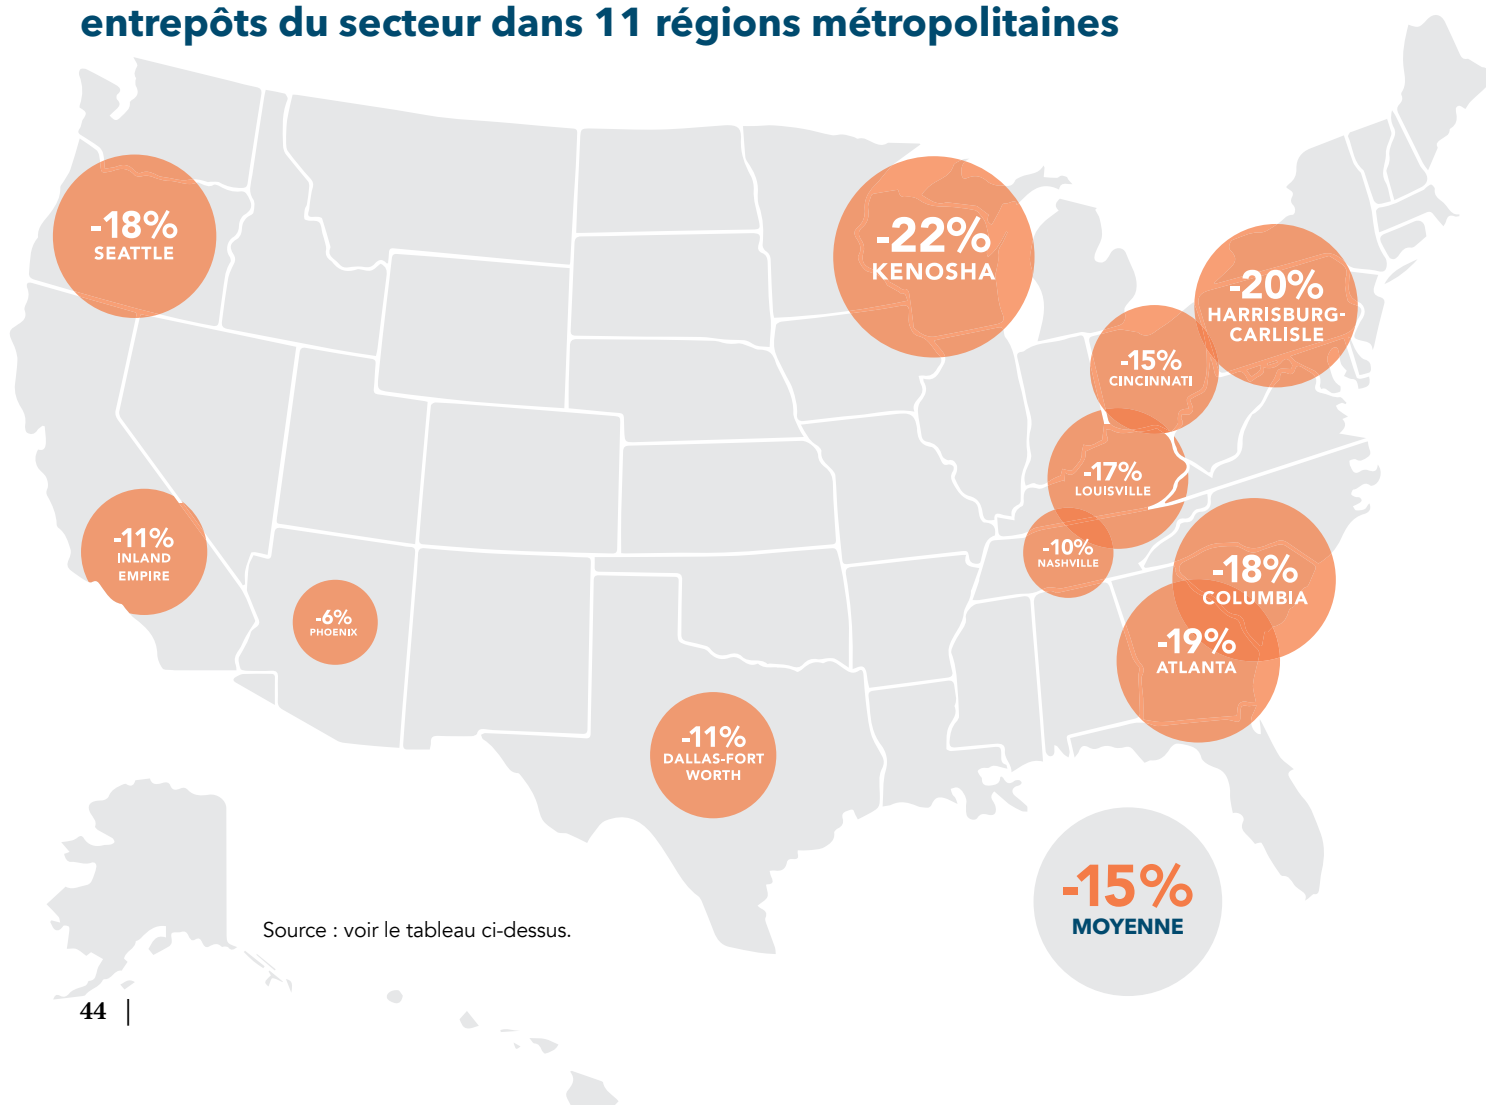 entrepôts du secteur dans 11 régions métropolitaines
-18%
SEATTLE
-22%
KENOSHA
-20%
HARRISBURG-
CARLISLE
-15%
CINCINNATI
-17%
LOUISVILLE
-11%
INLAND
EMPIRE
-10%
NASHVILLE
-18%
COLUMBIA
-6%
PHOENIX
-19%
ATLANTA
-11%
DALLAS-FORT
WORTH
-15%
MOYENNE
Source : voir le tableau ci-dessus.
44 |